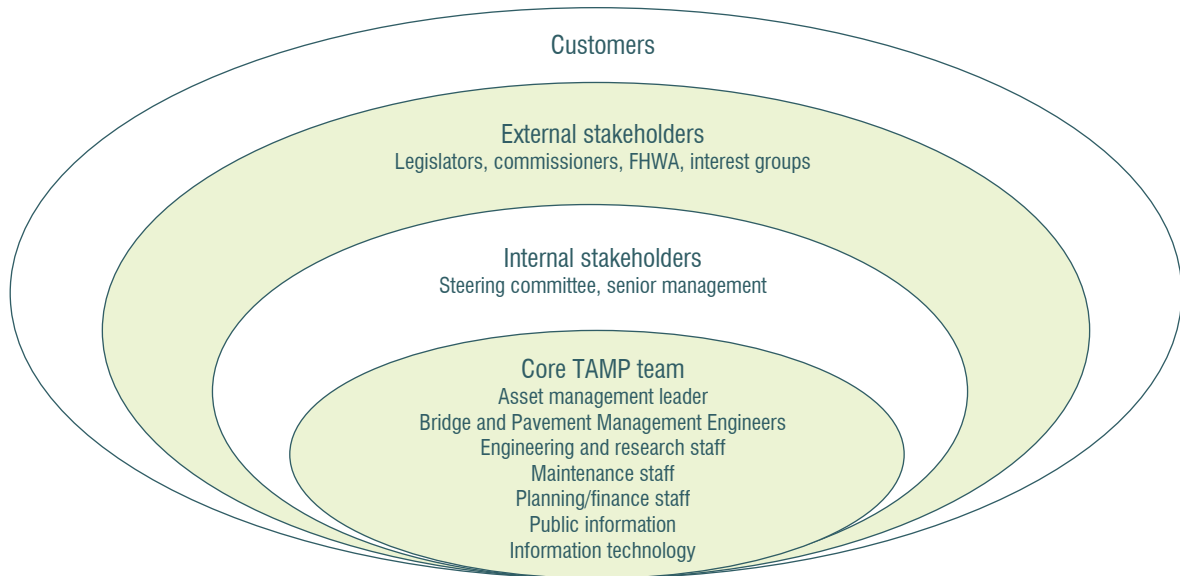 Customers
External stakeholders
Legislators, commissioners, FHWA, interest groups
Internal stakeholders
Steering committee, senior management
Core TAMP team
Asset management leader
Bridge and Pavement Management Engineers
Engineering and research staff
Maintenance staff
Planning/finance staff
Public information
Information technology